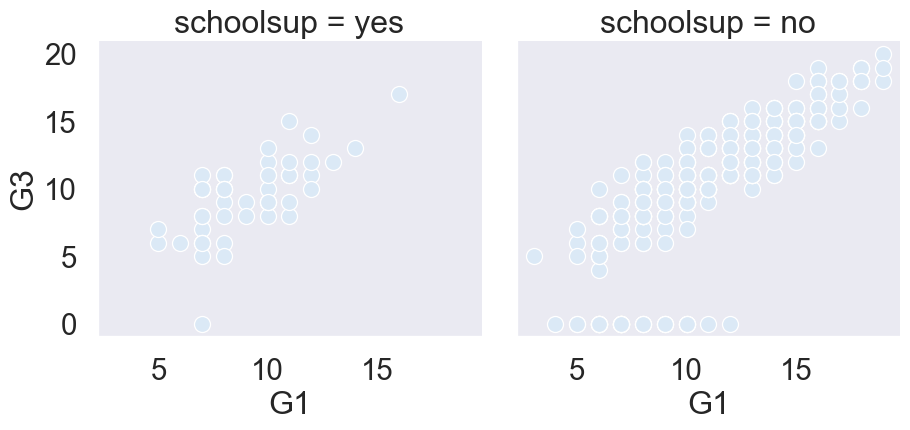 schoolsup = yes
schoolsup = no
20
15
10
5
0
G3
5 10 15
5 10 15
G1
G1